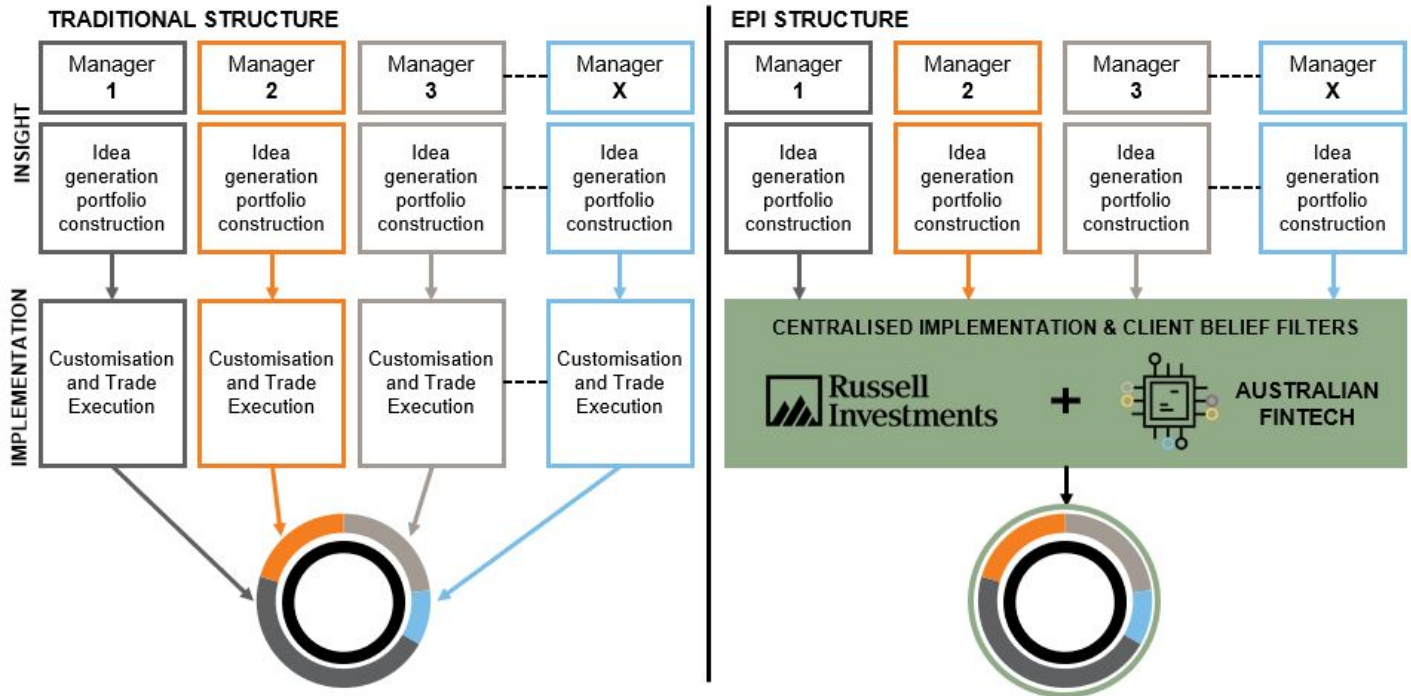 TRADITIONAL STRUCTURE
INSIGHT
Manager
1
Manager
2
Manager
3
Manager
X
Idea
generation
portfolio
construction
Idea
generation
portfolio
construction
Idea
generation
portfolio
construction
Idea
generation
portfolio
construction
IMPLEMENTATION
Customisation
and Trade
Execution
Customisation
and Trade
Execution
Customisation
and Trade
Execution
Customisation
and Trade
Execution
EPI STRUCTURE
Manager
1
Manager
2
Manager
3
Manager
X
Idea
generation
portfolio
construction
Idea
generation
portfolio
construction
Idea
generation
portfolio
construction
Idea
generation
portfolio
construction
CENTRALISED IMPLEMENTATION & CLIENT BELIEF FILTERS
Russell
Investments
+
AUSTRALIAN
FINTECH